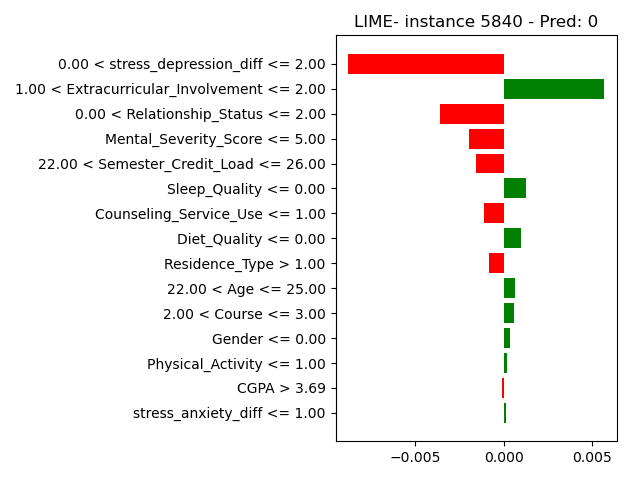 LIME- instance 5840 - Pred: 0
0.00 < stress_depression_diff <= 2.00
1.00 < Extracurricular_Involvement <= 2.00
0.00 < Relationship_Status <= 2.00
Mental_Severity_Score <= 5.00
22.00 < Semester_Credit_Load <= 26.00
Sleep_Quality <= 0.00
Counseling_Service_Use <= 1.00
Diet_Quality <= 0.00
Residence_Type > 1.00
22.00 < Age <= 25.00
2.00 < Course <= 3.00
Gender <= 0.00
Physical_Activity <= 1.00
CGPA > 3.69
stress_anxiety_diff <= 1.00
−0.005 0.000 0.005